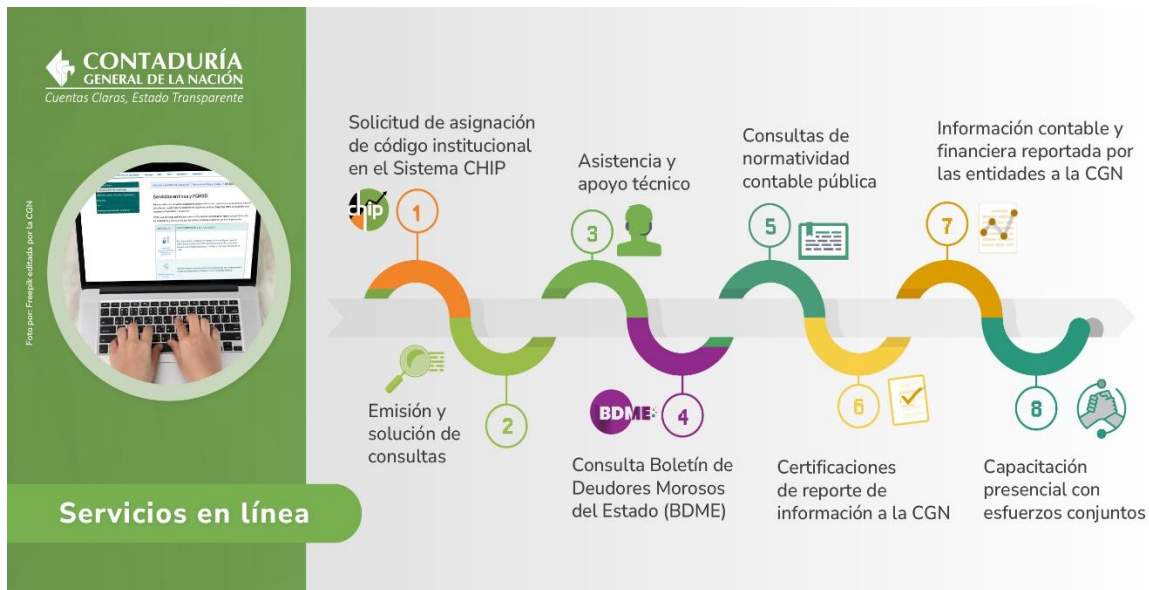 CONTADURÍA
GENERAL DE LA NACIÓN
Cuentas Claras, Estado Transparente
Foto por: Freepik editada por la CGN
Servicios en línea
Solicitud de asignación
de código institucional
en el Sistema CHIP
chip
1
Emisión y
solución de
consultas
2
Asistencia y
apoyo técnico
3
BDME
4
Consulta Boletín de
Deudores Morosos
del Estado (BDME)
Consultas de
normatividad
contable pública
5
6
Certificaciones
de reporte de
información a la CGN
Información contable y
financiera reportada por
las entidades a la CGN
7
8
Capacitación
presencial con
esfuerzos conjuntos